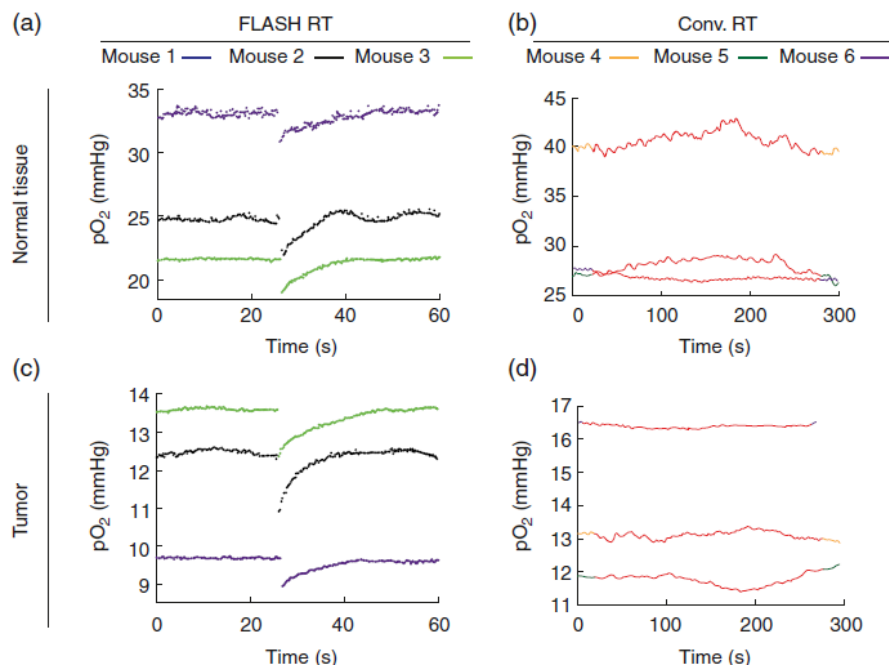 (a)
FLASH RT
Mouse 1 Mouse 2 Mouse 3
Normal tissue
pO2 (mmHg)
35
30
25
20
0 20 40 60
Time (s)
(b)
Conv. RT
Mouse 4 Mouse 5 Mouse 6
pO2 (mmHg)
45
40
35
30
25
0 100 200 300
Time (s)
(c)
Tumor
pO2 (mmHg)
14
13
12
11
10
9
0 20 40 60
Time (s)
(d)
pO2 (mmHg)
17
16
15
14
13
12
11
0 100 200 300
Time (s)